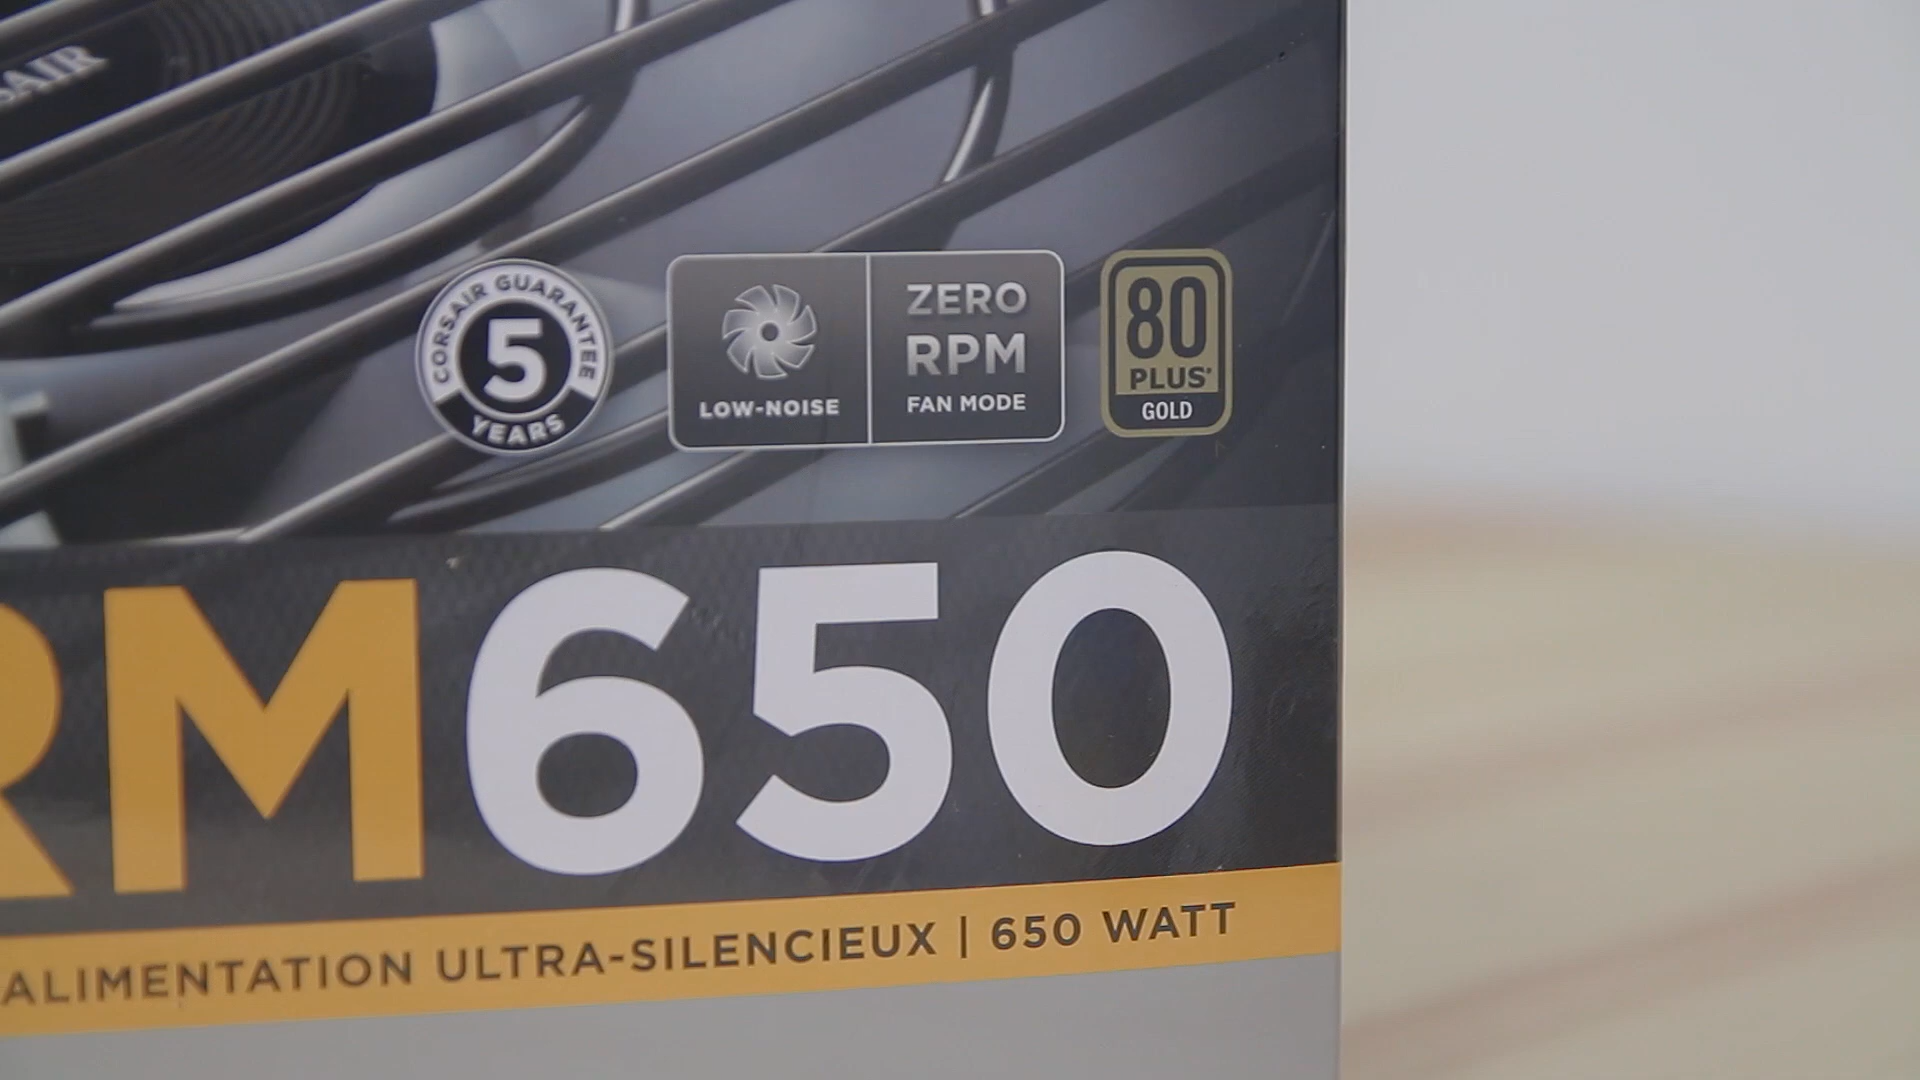 SAIR
CORSAIR GUARANTEE
5
YEARS
LOW-NOISE
ZERO
RPM
FAN MODE
80
PLUS®
GOLD
RM650
ALIMENTATION ULTRA-SILENCIEUX | 650 WATT